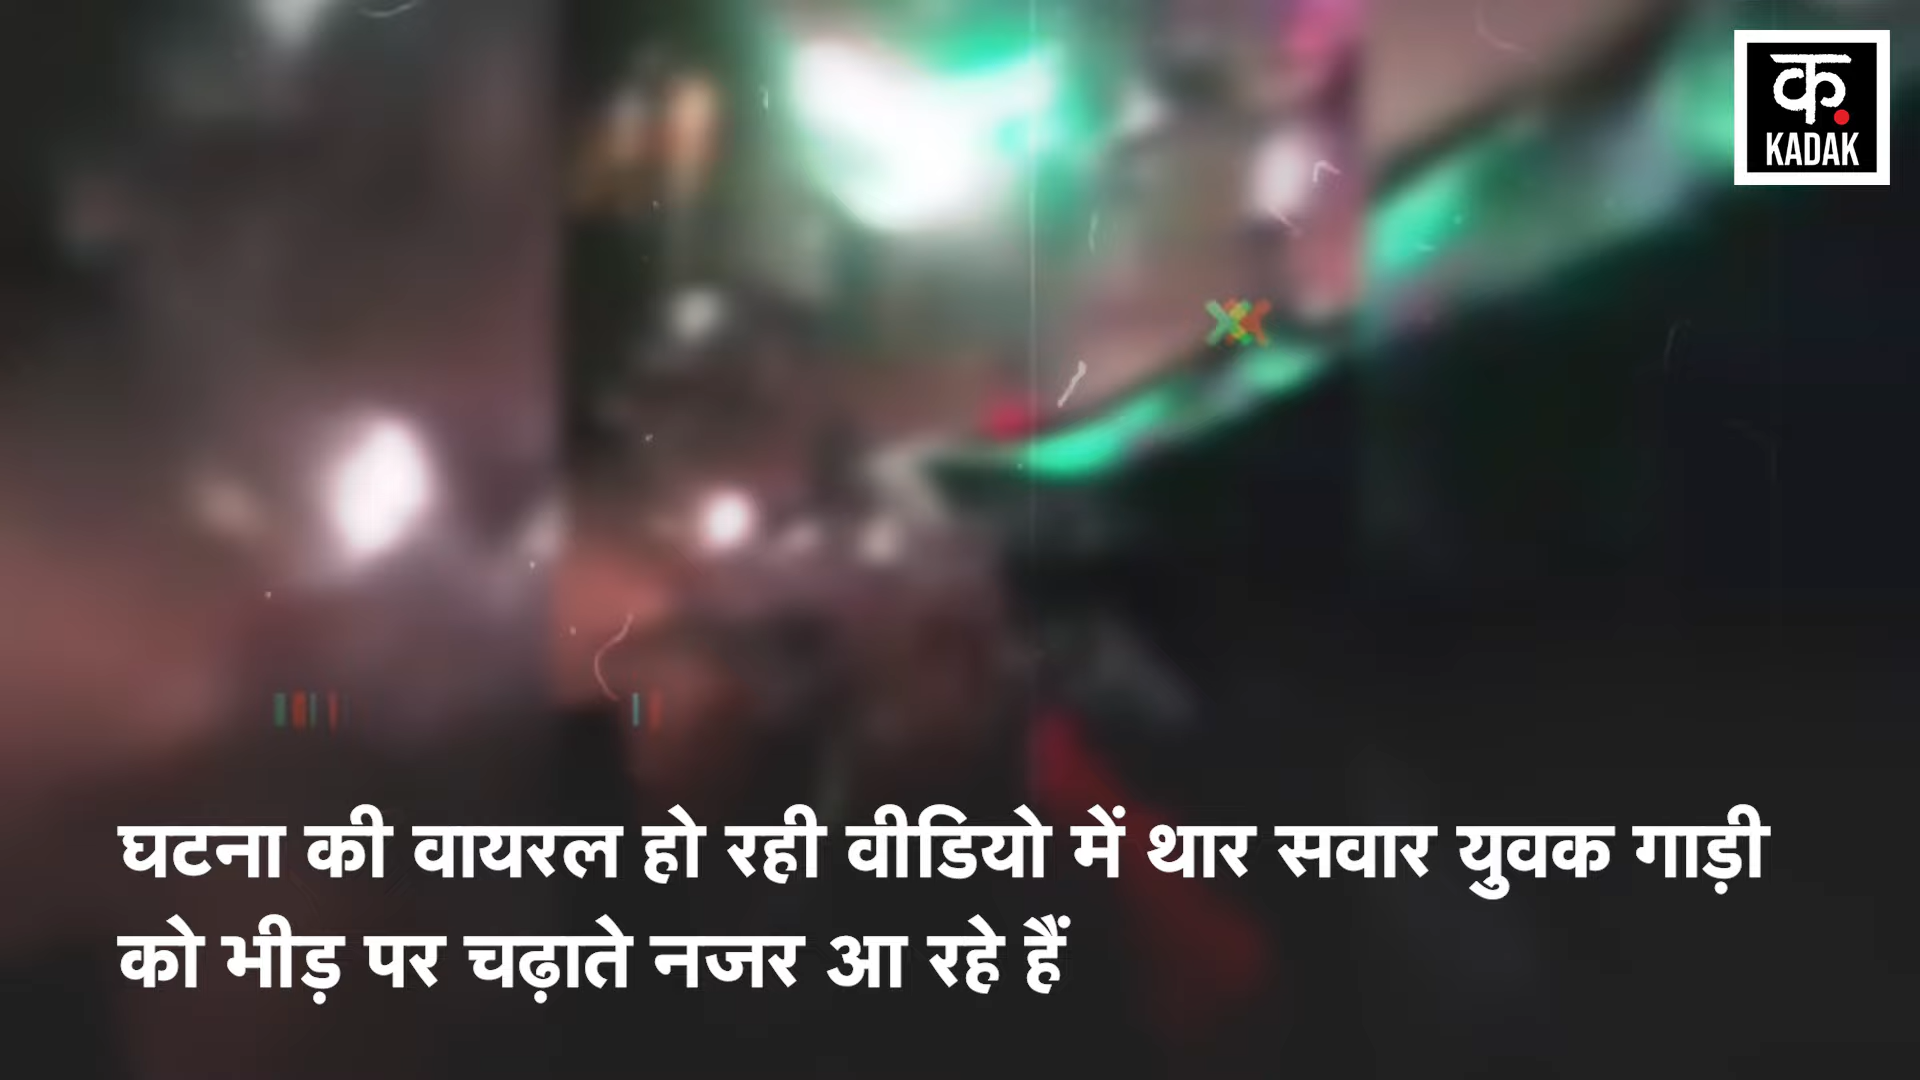 क
KADAK
घटना की वायरल हो रही वीडियो में थार सवार युवक गाड़ी
को भीड़ पर चढ़ाते नजर आ रहे हैं